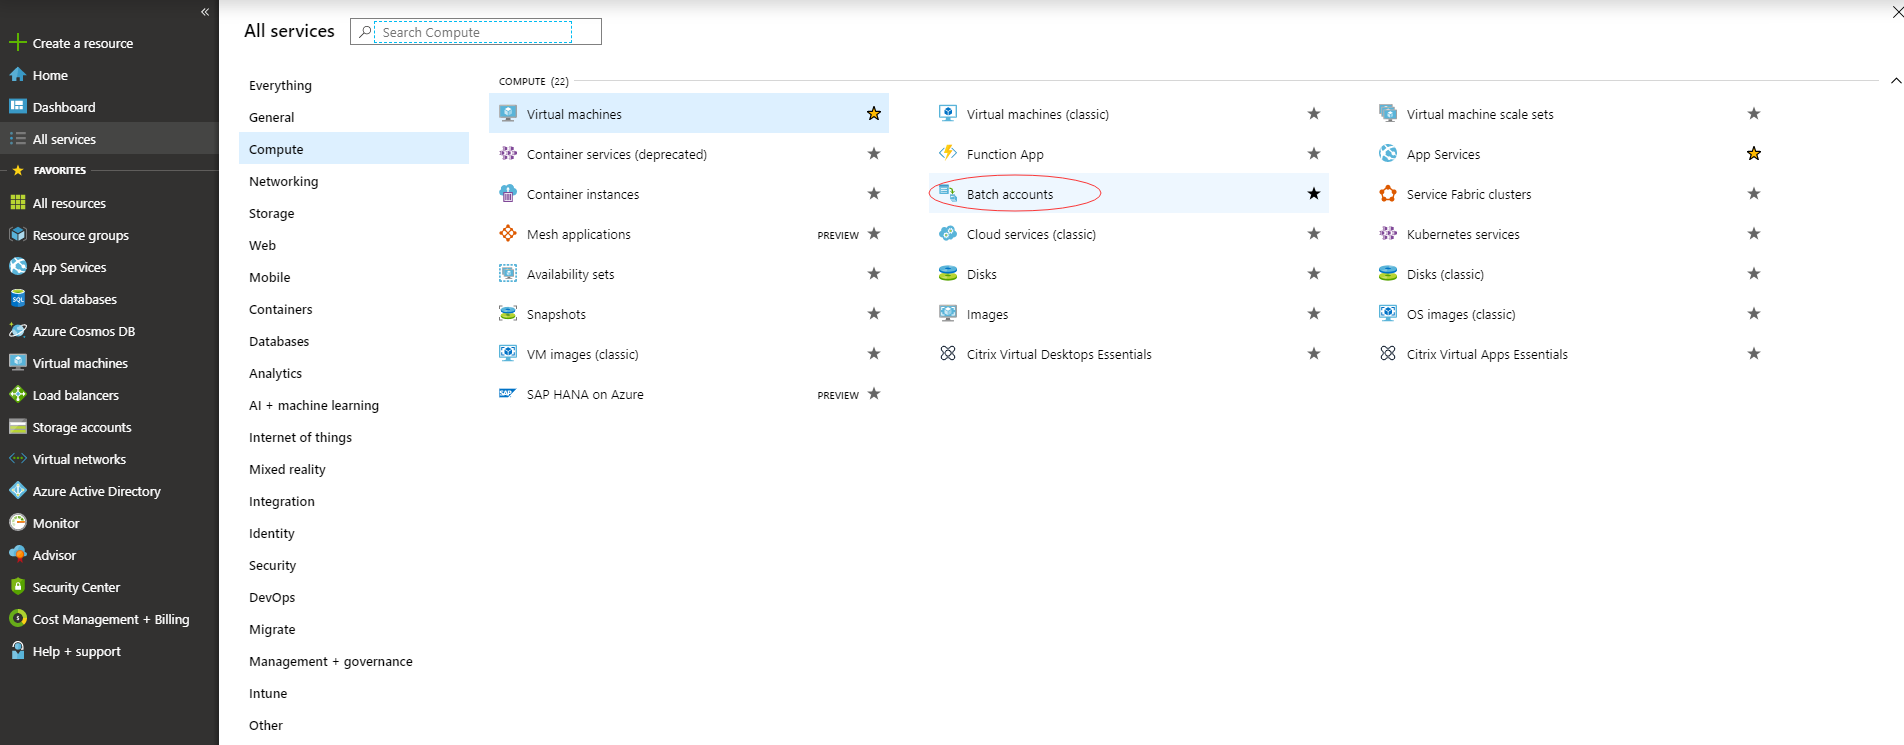 «
Create a resource
Home
Dashboard
All services
FAVORITES
All resources
Resource groups
App Services
SQL databases
Azure Cosmos DB
Virtual machines
Load balancers
Storage accounts
Virtual networks
Azure Active Directory
Monitor
Advisor
Security Center
Cost Management + Billing
Help + support
All services
Search Compute
Everything
General
Compute
Networking
Storage
Web
Mobile
Containers
Databases
Analytics
AI + machine learning
Internet of things
Mixed reality
Integration
Identity
Security
DevOps
Migrate
Management + governance
Intune
Other
COMPUTE (22)
Virtual machines
Virtual machines (classic)
Virtual machine scale sets
Container services (deprecated)
Function App
App Services
Container instances
Batch accounts
Service Fabric clusters
Mesh applications PREVIEW
Cloud services (classic)
Kubernetes services
Availability sets
Disks
Disks (classic)
Snapshots
Images
OS images (classic)
VM images (classic)
Citrix Virtual Desktops Essentials
Citrix Virtual Apps Essentials
SAP HANA on Azure PREVIEW